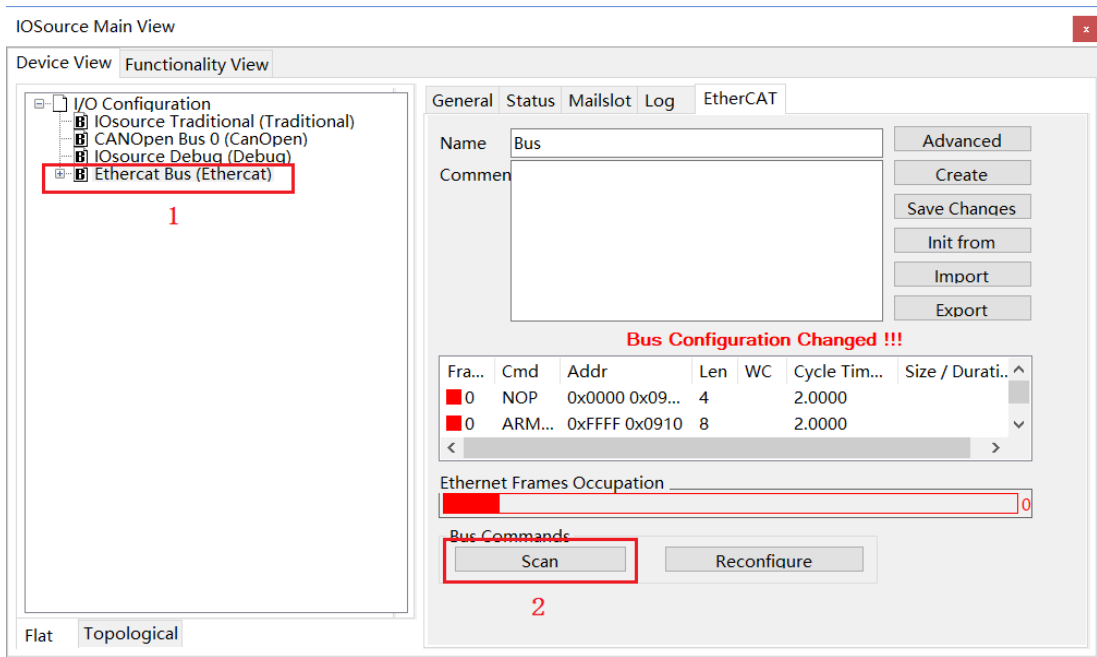 IOSource Main View
x
Device View Functionality View
I/O Configuration
IOsource Traditional (Traditional)
CANOpen Bus 0 (CanOpen)
IOsource Debug (Debug)
Ethercat Bus (Ethercat)
1
Flat Topological
General Status Mailslot Log EtherCAT
Name Bus
Commen
Advanced
Create
Save Changes
Init from
Import
Export
Bus Configuration Changed !!!
Fra... Cmd Addr Len WC Cycle Tim... Size / Durati..
0 NOP 0x0000 0x09... 4 2.0000
0 ARM... 0xFFFF 0x0910 8 2.0000
Ethernet Frames Occupation
0
Bus Commands
Scan Reconfigure
2